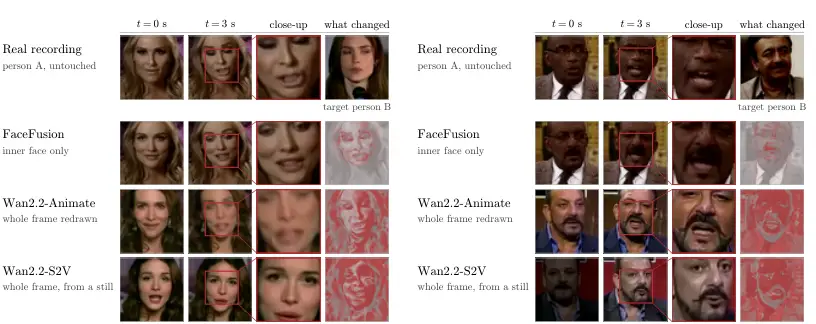 t = 0 s t = 3 s close-up what changed
Real recording
person A, untouched
target person B
FaceFusion
inner face only
Wan2.2-Animate
whole frame redrawn
Wan2.2-S2V
whole frame, from a still
t = 0 s t = 3 s close-up what changed
Real recording
person A, untouched
target person B
FaceFusion
inner face only
Wan2.2-Animate
whole frame redrawn
Wan2.2-S2V
whole frame, from a still